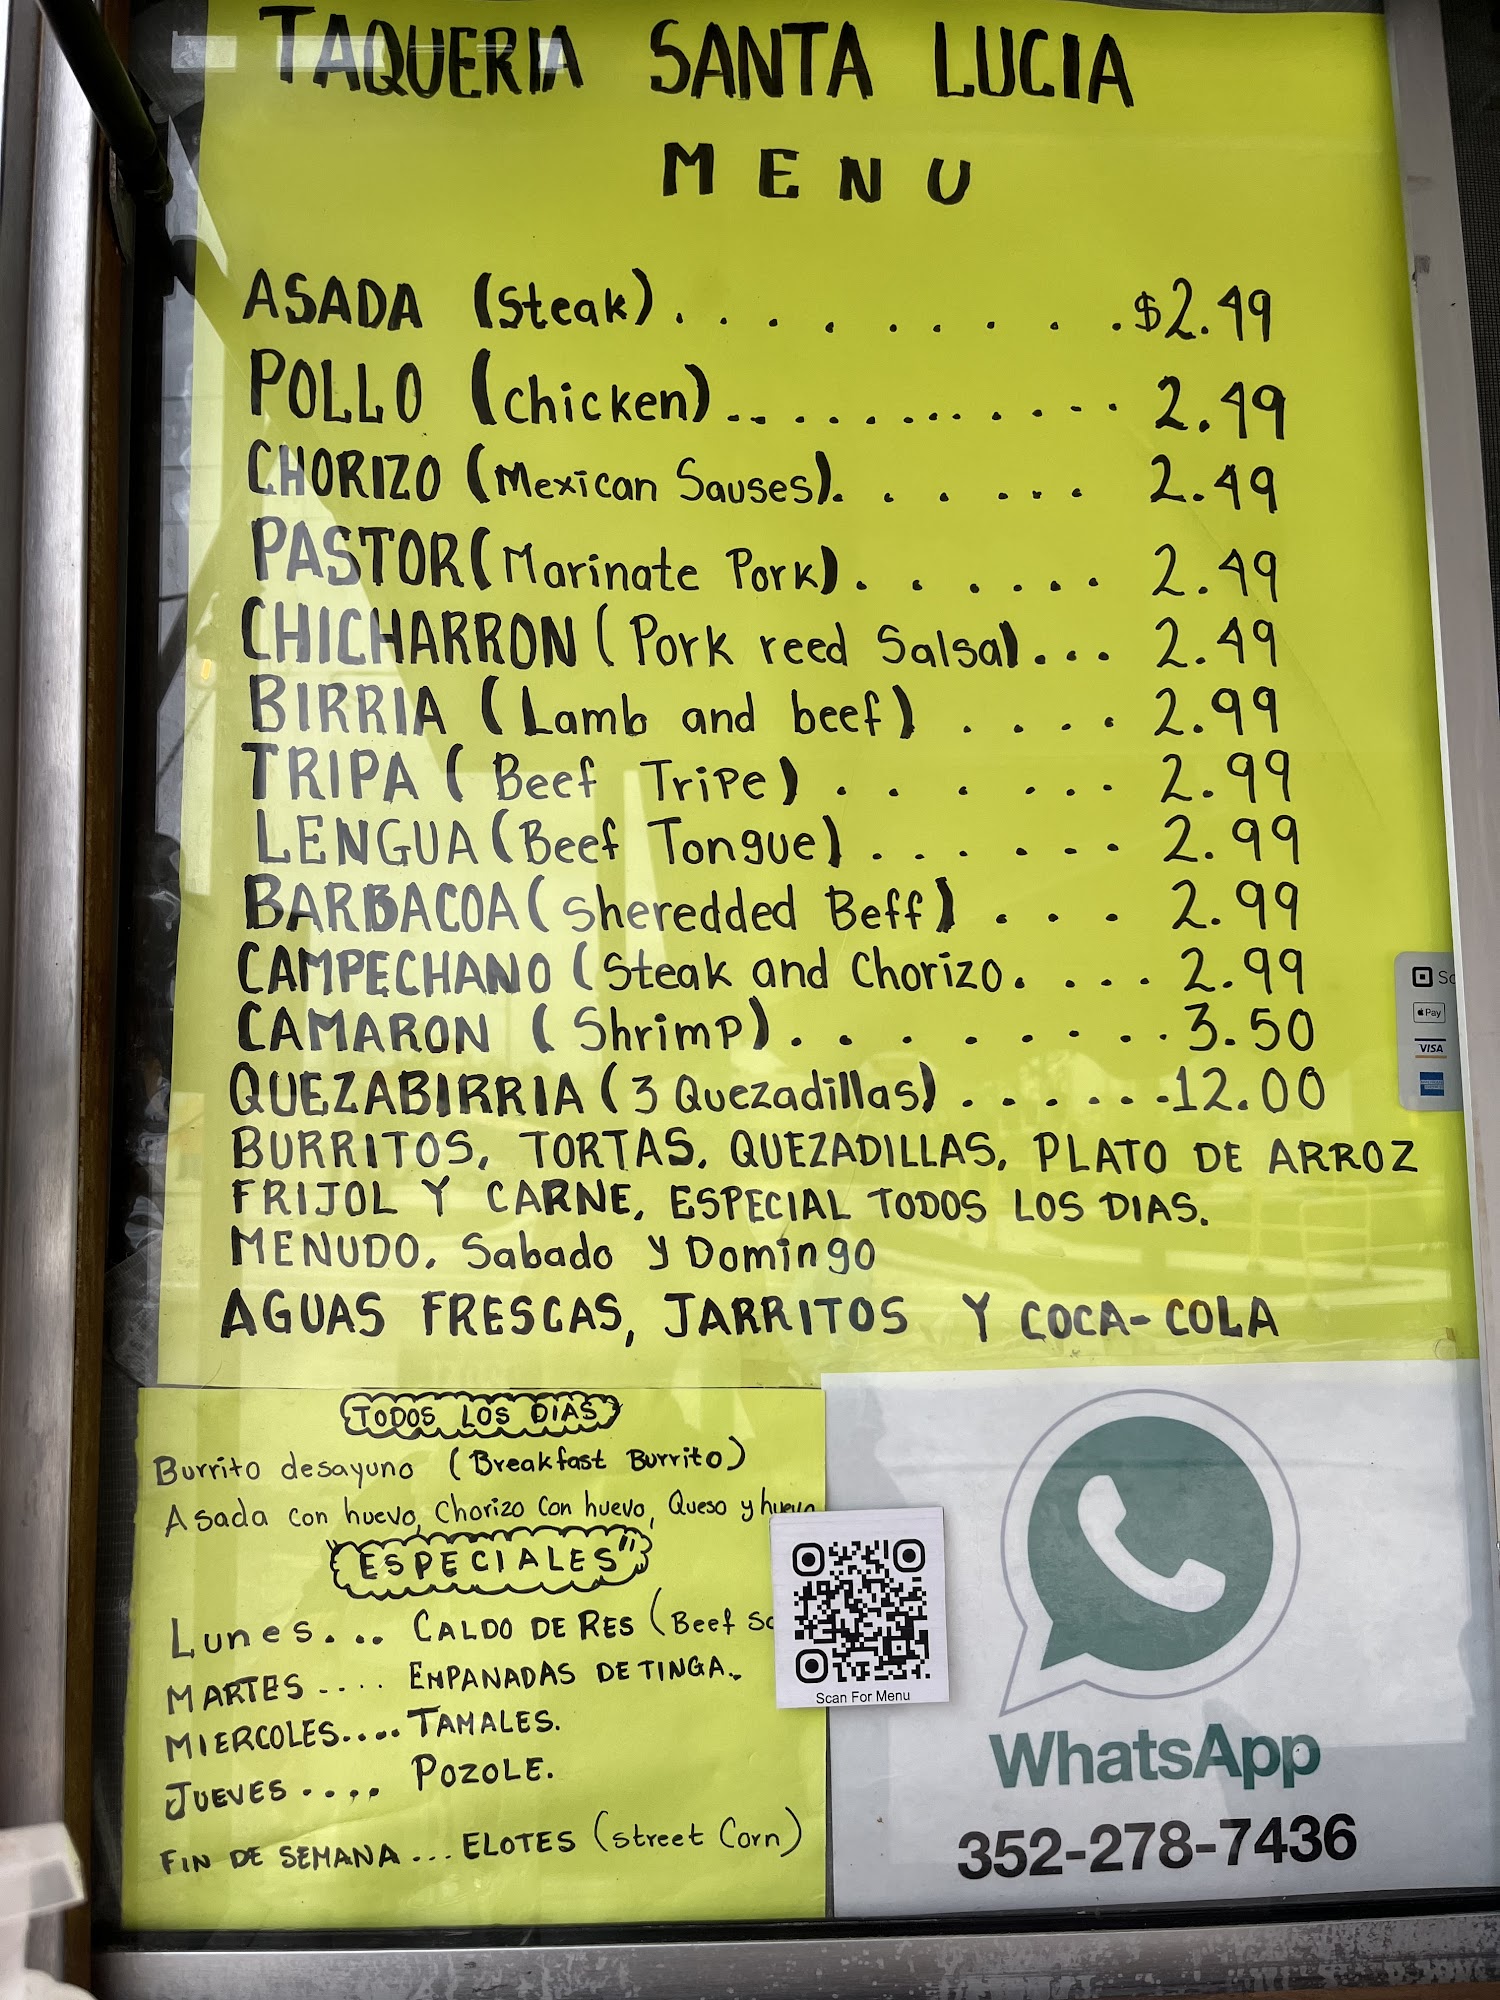 TAQUERIA SANTA LUCIA
MENU
ASADA (Steak). . . . . . . . . .$2.49
POLLO (chicken)............ 2.49
CHORIZO (Mexican Sauses). . . . . . . 2.49
PASTOR (Marinate Pork). . . . . . 2.49
CHICHARRON (Pork reed Salsa)... 2.49
BIRRIA (Lamb and beef) . . . . 2.99
TRIPA (Beef Tripe) . . . . . . . 2.99
LENGUA (Beef Tongue) . . . . . . . 2.99
BARBACOA (Sheredded Beff) . . . 2.99
CAMPECHANO (Steak and Chorizo. . . . . 2.99
CAMARON (Shrimp). . . . . . . . . 3.50
QUEZABIRRIA (3 Quezadillas) . . . . . . .12.00
BURRITOS, TORTAS, QUEZADILLAS, PLATO DE ARROZ
FRIJOL Y CARNE, ESPECIAL TODOS LOS DIAS.
MENUDO. Sabado y Domingo
AGUAS FRESCAS, JARRITOS Y COCA-COLA
Pay
VISA
TODOS LOS DIAS
Burrito desayuno (Breakfast Burrito)
Asada con huevo, Chorizo Con huevo, Queso y huevo
ESPECIALES"
Lunes... CALDO DE RES (Beef
MARTES .... EMPANADAS DE TINGA..
MIERCOLES.... TAMALES.
JUEVES .... POZOLE.
FIN DE SEMANA ... ELOTES (street Corn)
Scan For Menu
WhatsApp
352-278-7436